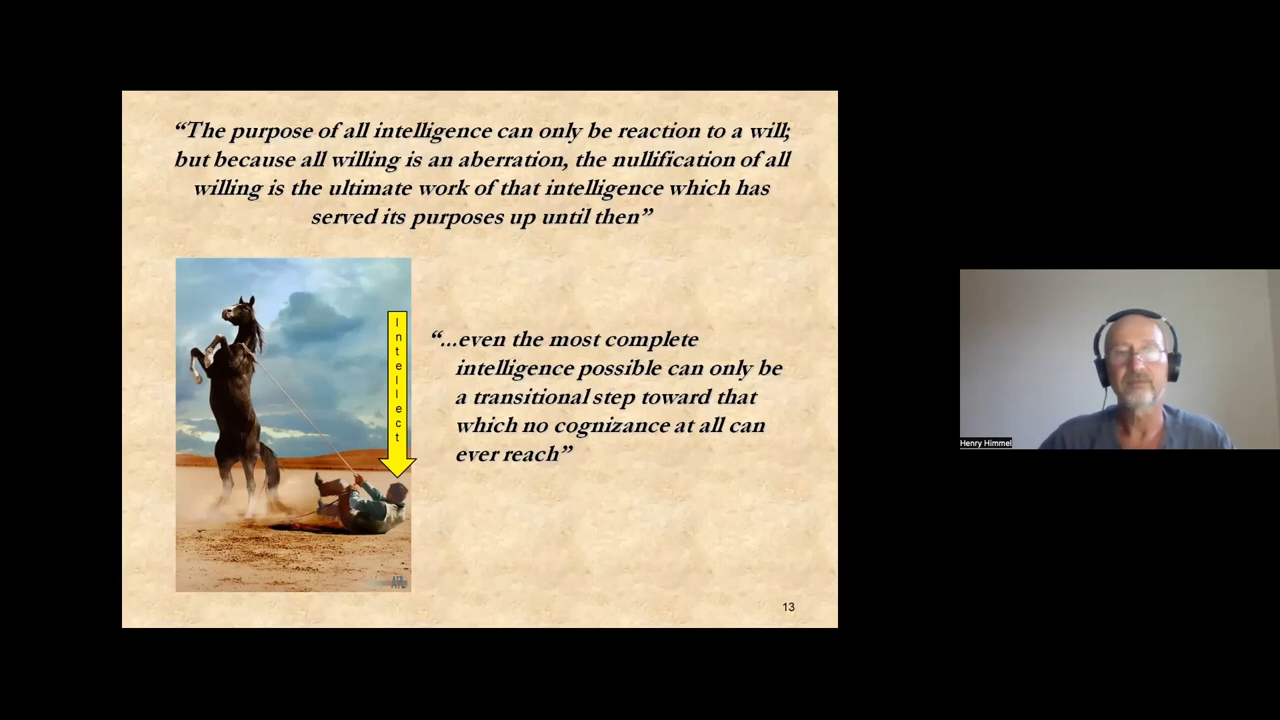 “The purpose of all intelligence can only be reaction to a will;
but because all willing is an aberration, the nullification of all
willing is the ultimate work of that intelligence which has
served its purposes up until then”
Intellect
“...even the most complete
intelligence possible can only be
a transitional step toward that
which no cognizance at all can
ever reach”
Henry Himmel
13